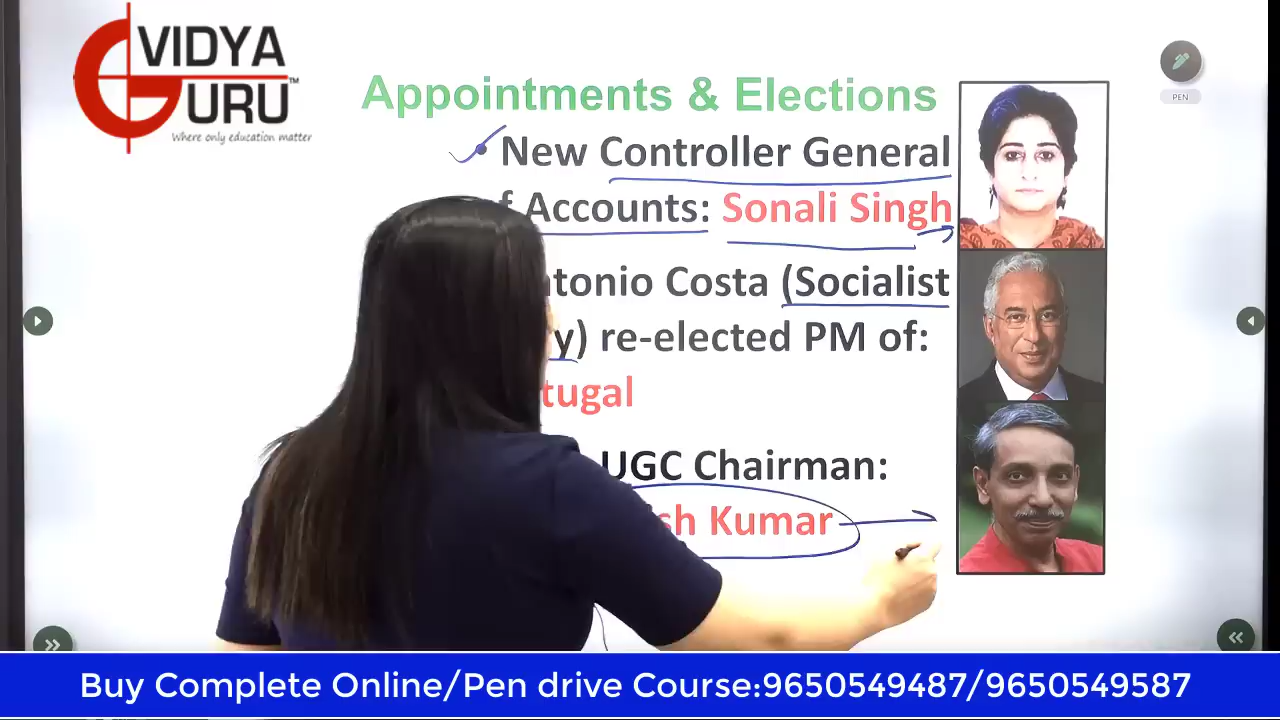 VIDYA
GURU™
Where only education matter
Appointments & Elections
PEN
New Controller General
f Accounts: Sonali Singh
ntonio Costa (Socialist
y) re-elected PM of:
tugal
UGC Chairman:
sh Kumar
Buy Complete Online/Pen drive Course:9650549487/9650549587